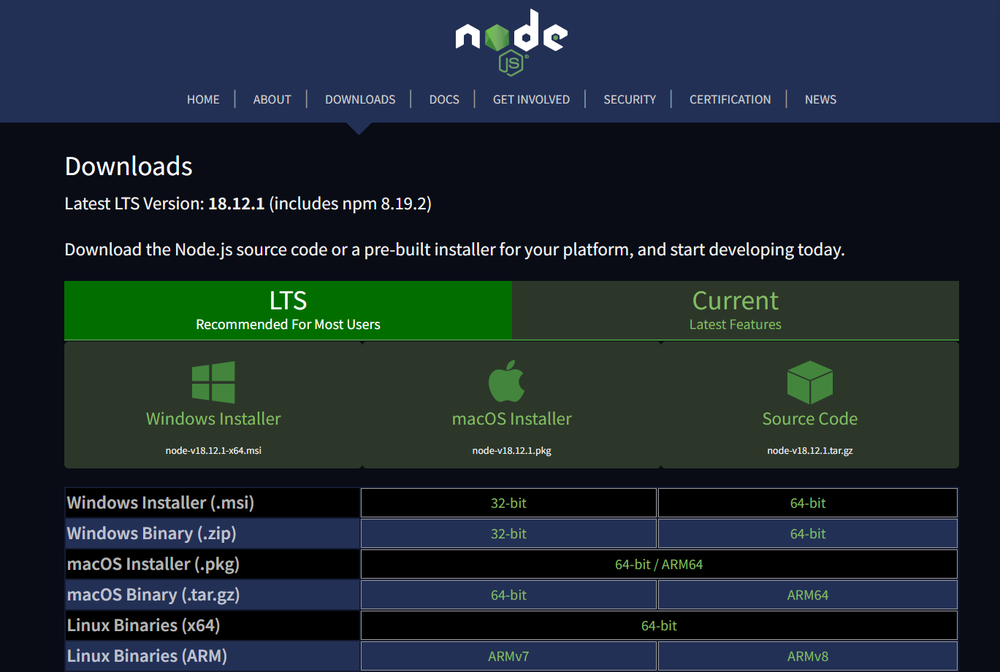 node
JS®
HOME | ABOUT | DOWNLOADS | DOCS | GET INVOLVED | SECURITY | CERTIFICATION | NEWS
Downloads
Latest LTS Version: 18.12.1 (includes npm 8.19.2)
Download the Node.js source code or a pre-built installer for your platform, and start developing today.
LTS
Recommended For Most Users
Current
Latest Features
Windows Installer
node-v18.12.1-x64.msi
macOS Installer
node-v18.12.1.pkg
Source Code
node-v18.12.1.tar.gz
Windows Installer (.msi) 32-bit 64-bit
Windows Binary (.zip) 32-bit 64-bit
macOS Installer (.pkg) 64-bit / ARM64
macOS Binary (.tar.gz) 64-bit ARM64
Linux Binaries (x64) 64-bit
Linux Binaries (ARM) ARMv7 ARMv8